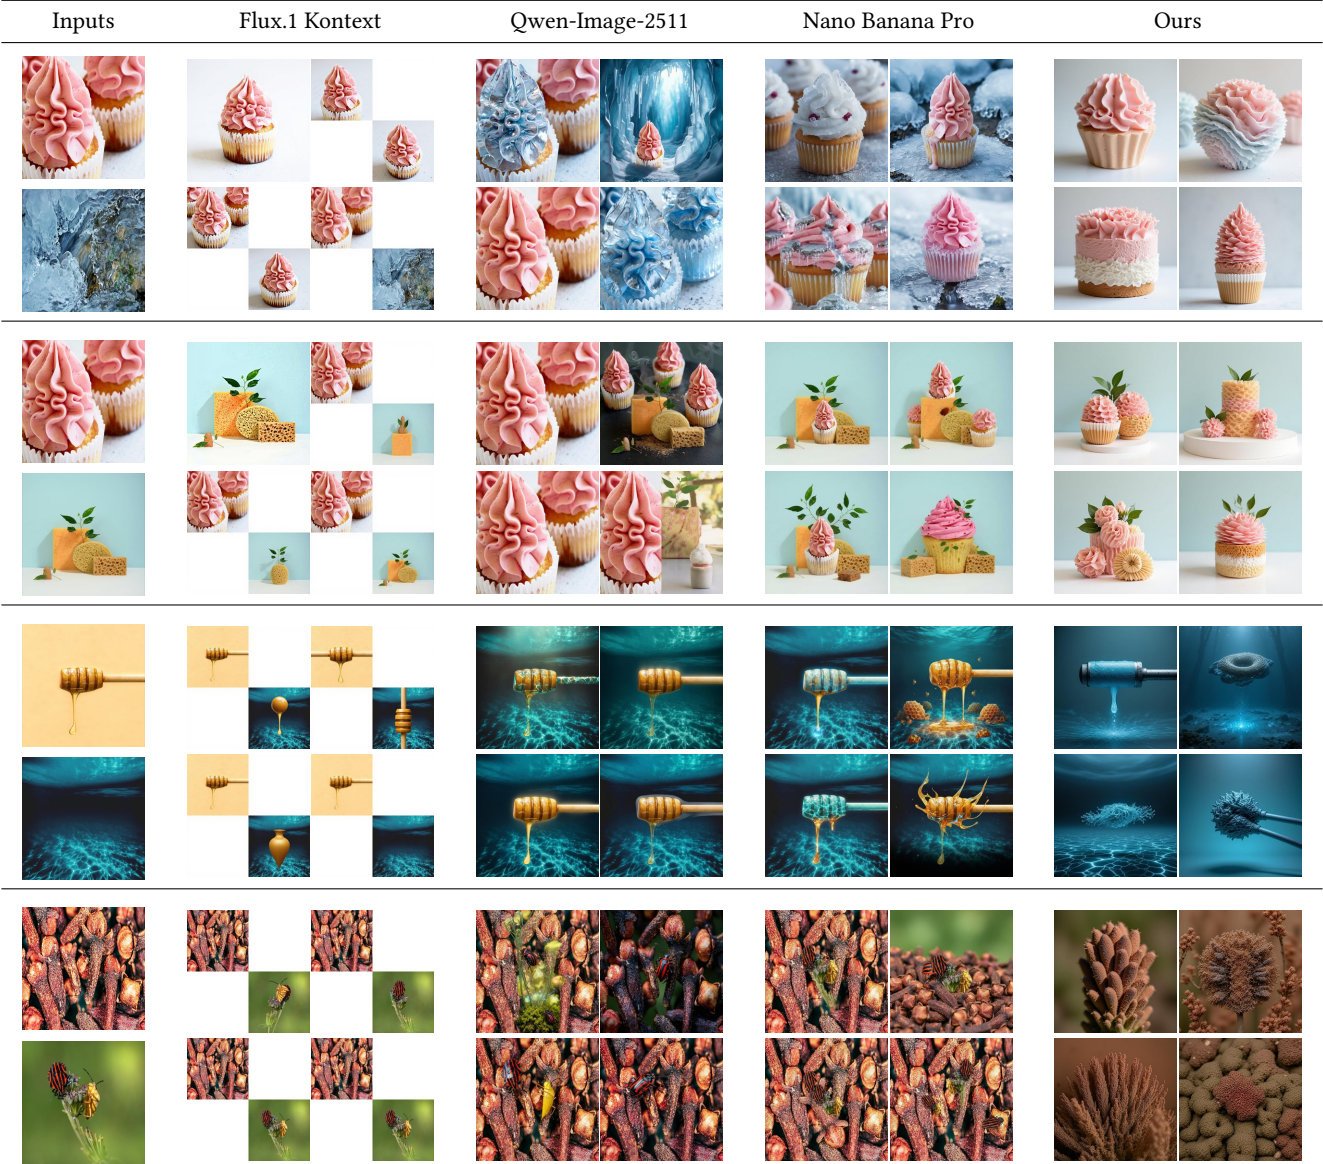 Inputs
Flux.1 Kontext
Qwen-Image-2511
Nano Banana Pro
Ours